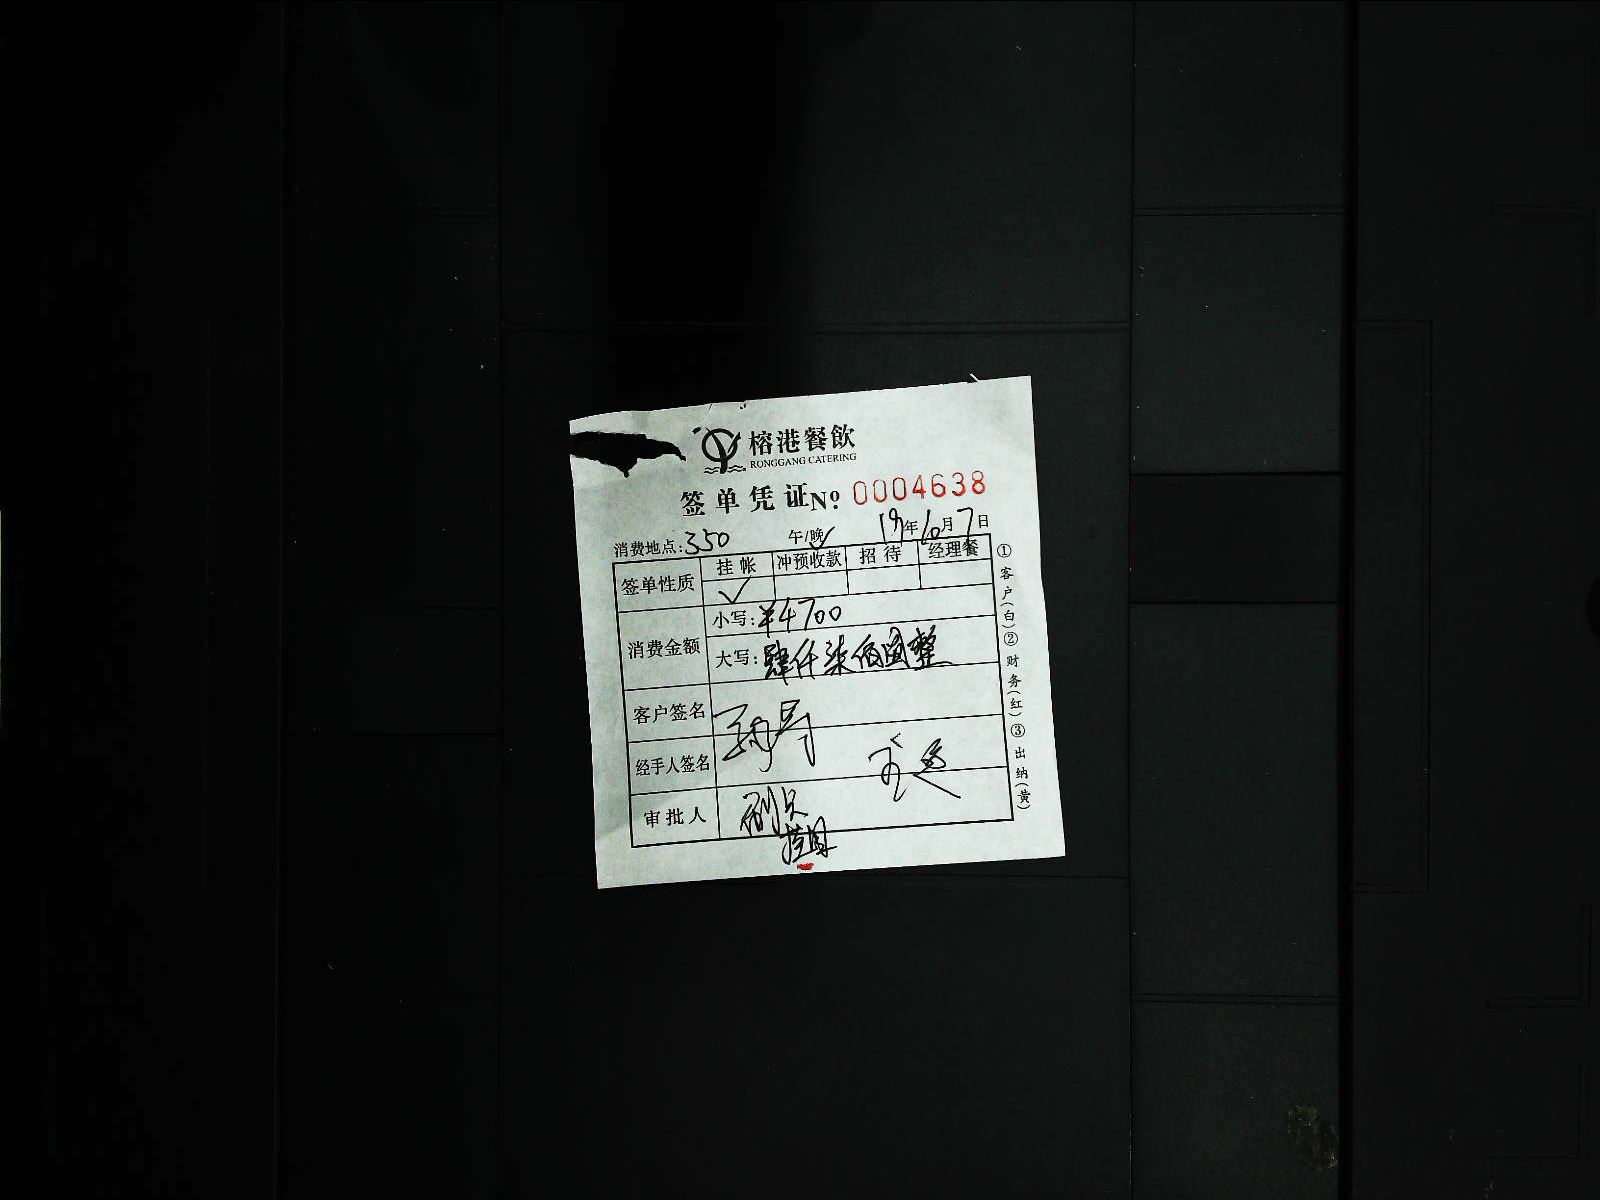 榕港餐飲
RONGGANG CATERING
签单凭证 No: 0004638
消费地点: 350 午/晚✓ 19年10月7日
签单性质 挂帐 冲预收款 招待 经理餐
✓
消费金额 小写: ¥4700
大写: 肆仟柒佰圆整
客户签名
经手人签名
审批人
①客户(白)②财务(红)③出纳(黄)